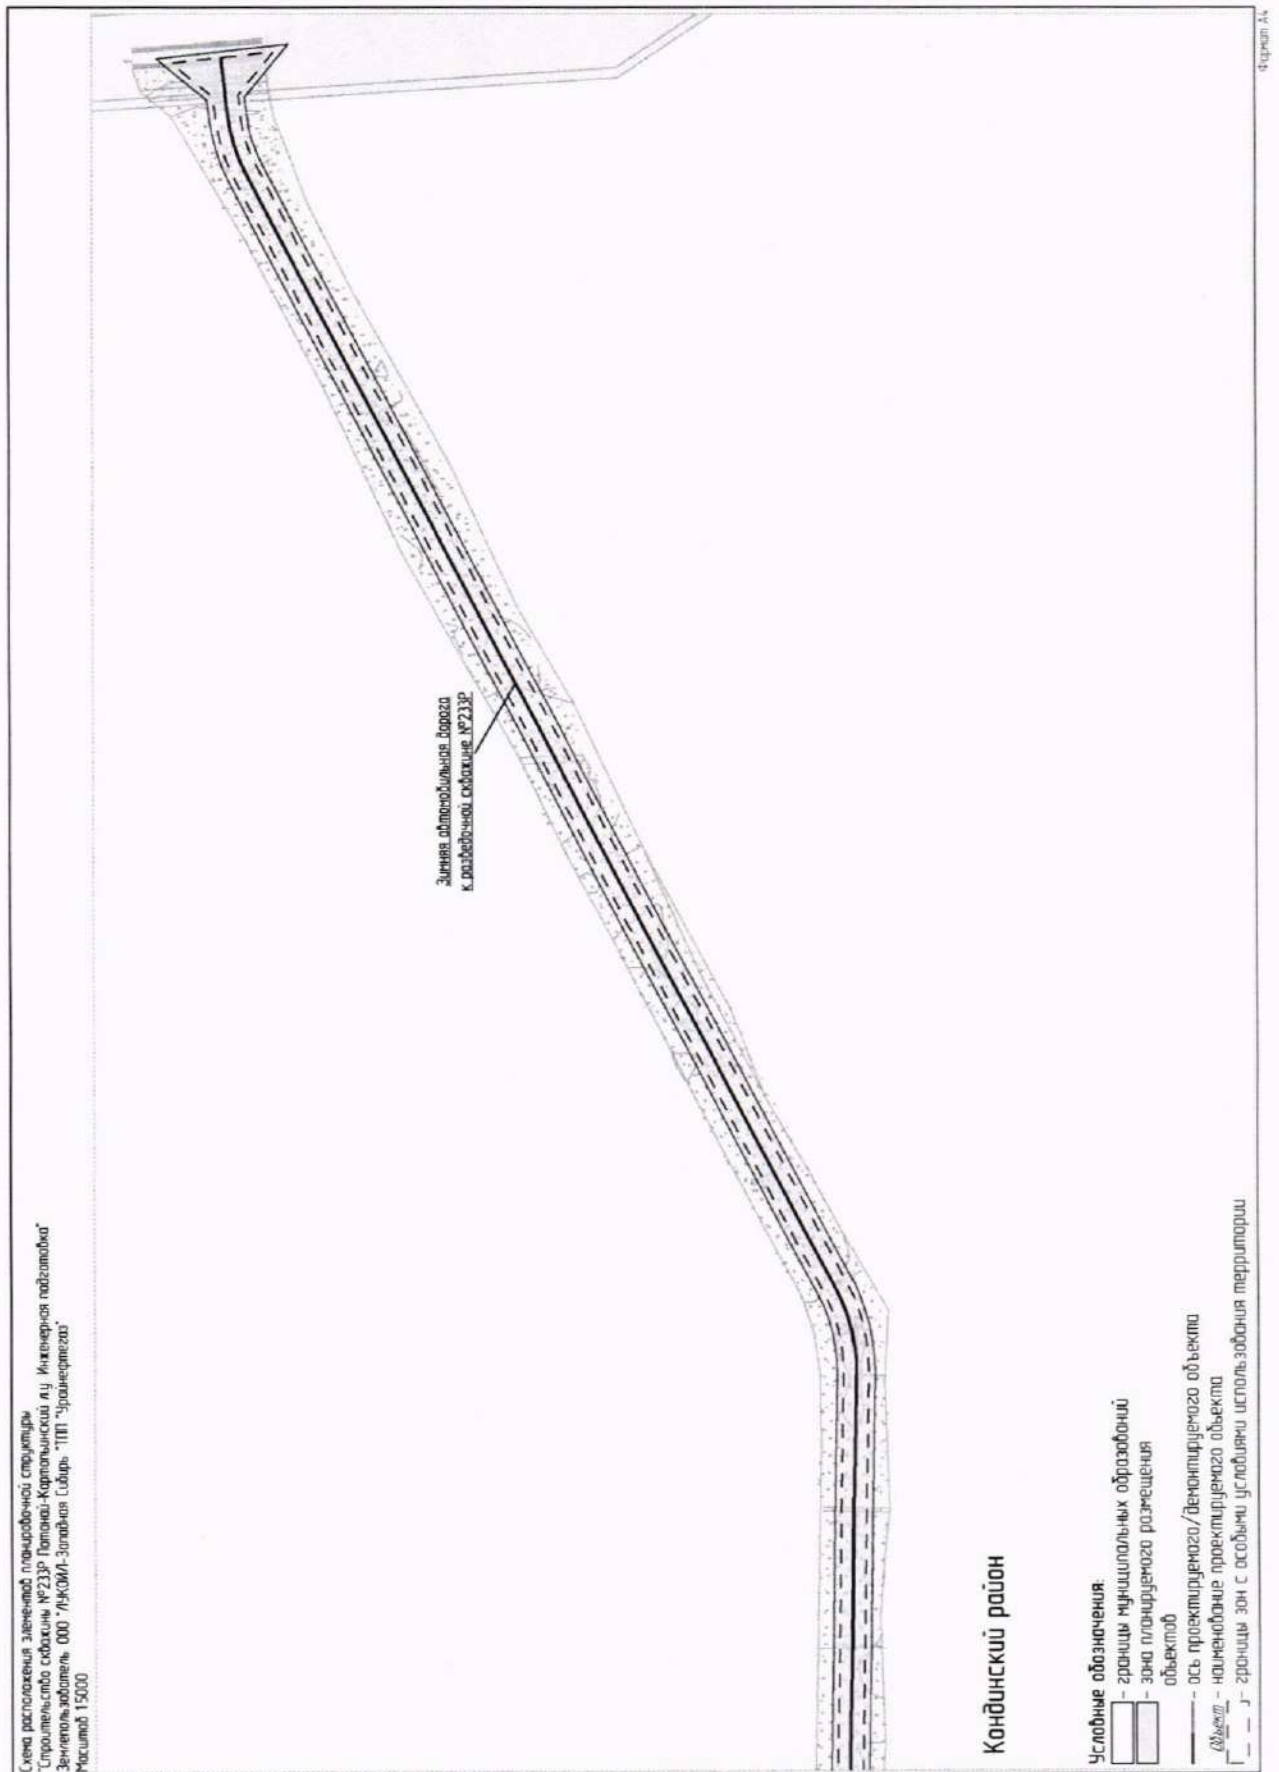 Схема расположения элементов планировочной структуры
"Строительство скважины №233Р Потанай-Картопьинский лу. Инженерная подготовка"
Землепользователь ООО "ЛУКОЙЛ-Западная Сибирь "ТПП "Урайнефтегаз"
Масштаб 1:5000
Зимняя автомобильная дорога
к разведочной скважине №233Р
Кондинский район
Условные обозначения:
- границы муниципальных образований
- зона планируемого размещения
объектов
- ось проектируемого/демонтируемого объекта
Объект - наименование проектируемого объекта
- границы зон с особыми условиями использования территории
Формат А4